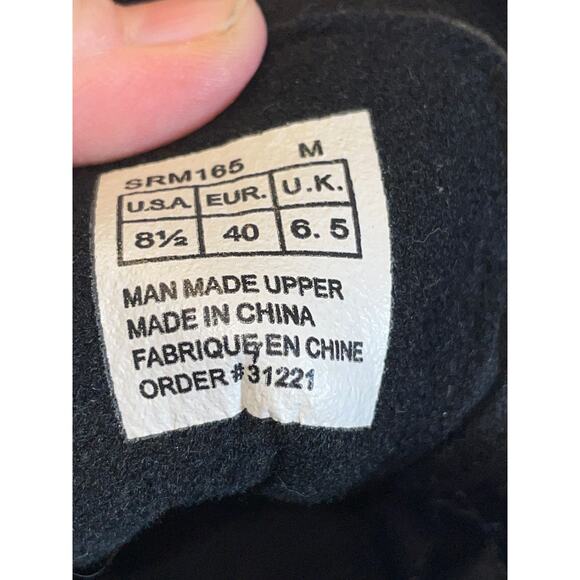 SRM165 M
U.S.A. EUR. U.K.
8½ 40 6.5
MAN MADE UPPER
MADE IN CHINA
FABRIQUE EN CHINE
ORDER #31221